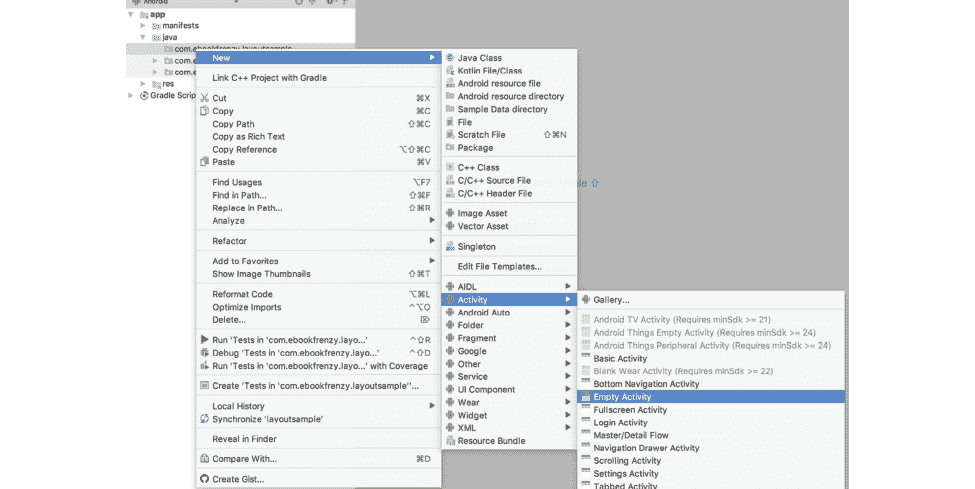 Android
app
manifests
java
com.ebookfrenzy.layoutsample
com.e
com.e
res
Gradle Scrip
New
Link C++ Project with Gradle
Cut ⌘X
Copy ⌘C
Copy Path ⇧⌘C
Copy as Rich Text
Copy Reference ⌥⇧⌘C
Paste ⌘V
Find Usages ⌥F7
Find in Path... ⇧⌘F
Replace in Path... ⇧⌘R
Analyze
Refactor
Add to Favorites
Show Image Thumbnails ⇧⌘T
Reformat Code ⌥⌘L
Optimize Imports ^⌥O
Delete... ⌦
Run 'Tests in 'com.ebookfrenzy.layo...' ^⇧R
Debug 'Tests in 'com.ebookfrenzy.layo...' ^⇧D
Run 'Tests in 'com.ebookfrenzy.layo...' with Coverage
Create 'Tests in 'com.ebookfrenzy.layoutsample''...
Local History
Synchronize 'layoutsample'
Reveal in Finder
Compare With... ⌘D
Create Gist...
Java Class
Kotlin File/Class
Android resource file
Android resource directory
Sample Data directory
File
Scratch File ⇧⌘N
Package
C++ Class
C/C++ Source File
C/C++ Header File
Image Asset
Vector Asset
Singleton
Edit File Templates...
AIDL
Activity
Android Auto
Folder
Fragment
Google
Other
Service
UI Component
Wear
Widget
XML
Resource Bundle
Gallery...
Android TV Activity (Requires minSdk >= 21)
Android Things Empty Activity (Requires minSdk >= 24)
Android Things Peripheral Activity (Requires minSdk >= 24)
Basic Activity
Blank Wear Activity (Requires minSdk >= 22)
Bottom Navigation Activity
Empty Activity
Fullscreen Activity
Login Activity
Master/Detail Flow
Navigation Drawer Activity
Scrolling Activity
Settings Activity
Tabbed Activity